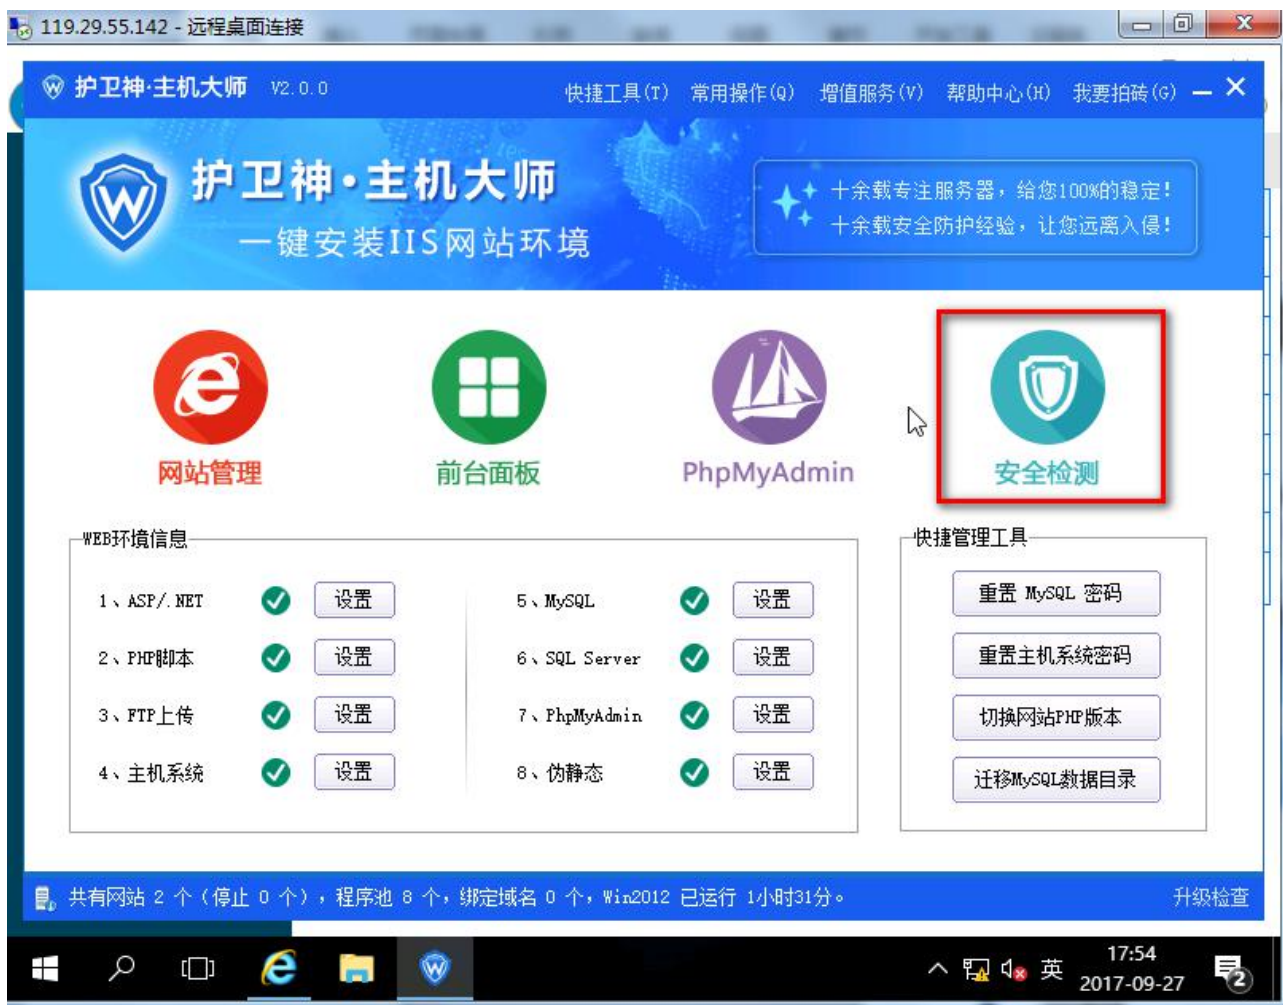 119.29.55.142 - 远程桌面连接
护卫神·主机大师 V2.0.0 快捷工具(T) 常用操作(Q) 增值服务(V) 帮助中心(H) 我要拍砖(G)
护卫神·主机大师
一键安装IIS网站环境
十余载专注服务器，给您100%的稳定！
十余载安全防护经验，让您远离入侵！
网站管理 前台面板 PhpMyAdmin 安全检测
WEB环境信息
1、ASP/.NET 设置 5、MySQL 设置
2、PHP脚本 设置 6、SQL Server 设置
3、FTP上传 设置 7、PhpMyAdmin 设置
4、主机系统 设置 8、伪静态 设置
快捷管理工具
重置 MySQL 密码
重置主机系统密码
切换网站PHP版本
迁移MySQL数据目录
共有网站 2 个（停止 0 个），程序池 8 个，绑定域名 0 个，Win2012 已运行 1小时31分。 升级检查
英
17:54
2017-09-27
2